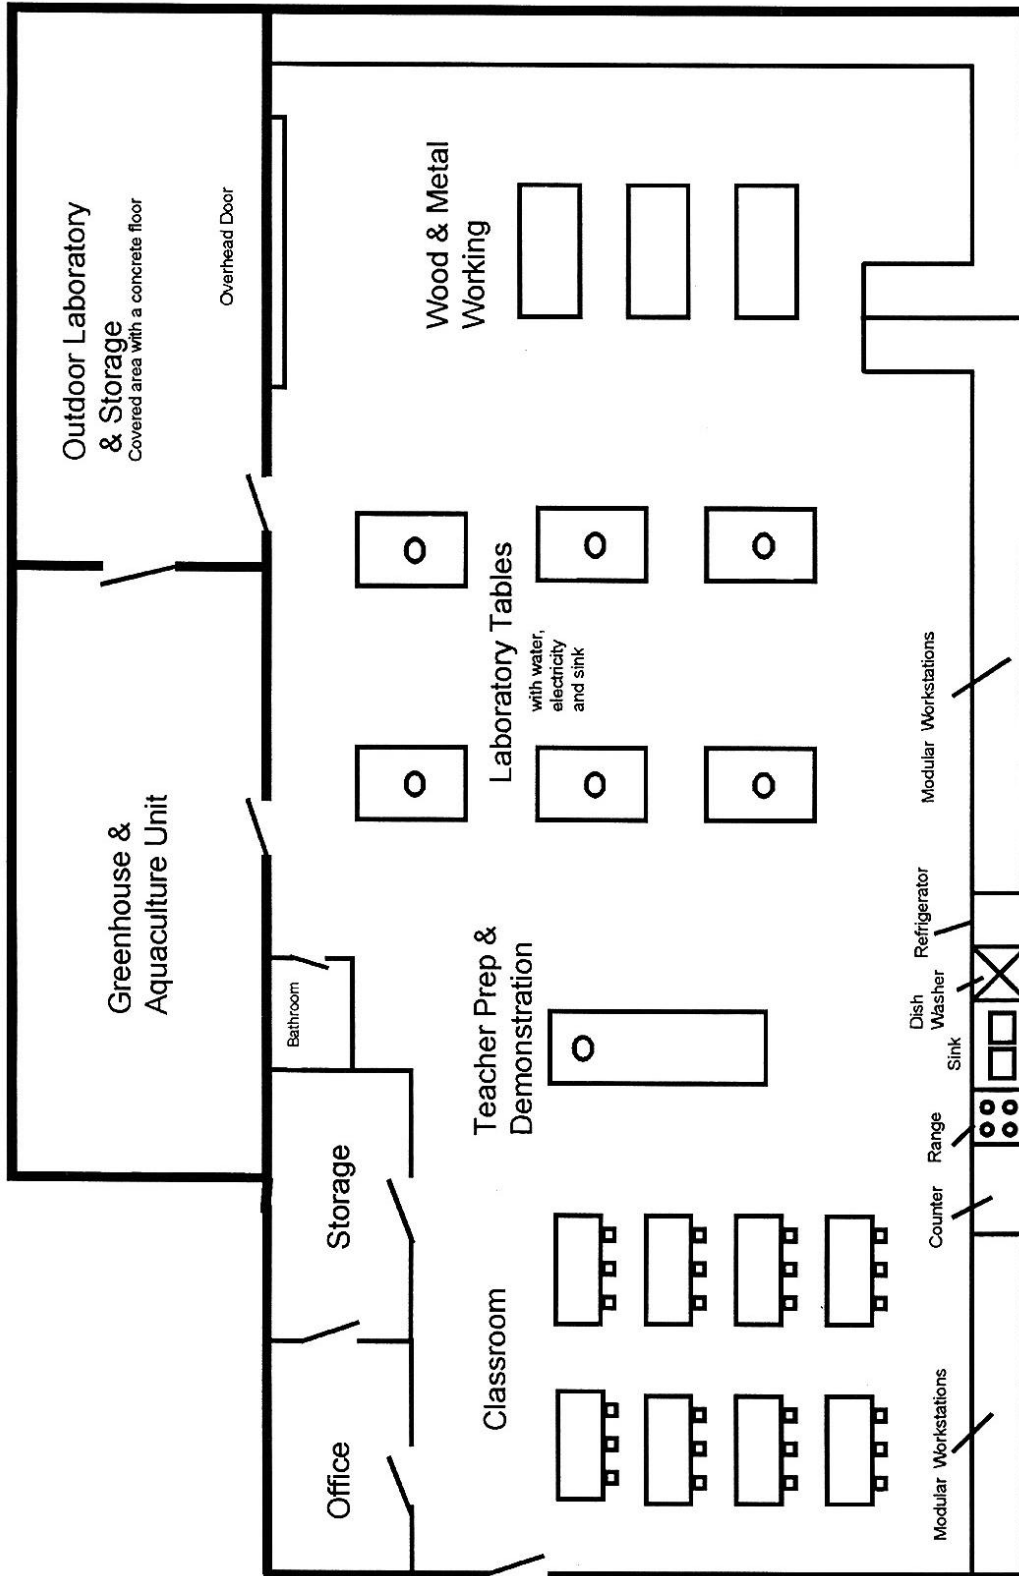 Outdoor Laboratory
& Storage
Covered area with a concrete floor
Overhead Door
Wood & Metal
Working
Greenhouse &
Aquaculture Unit
Laboratory Tables
with water,
electricity
and sink
Modular Workstations
Bathroom
Teacher Prep &
Demonstration
Refrigerator
Dish
Washer
Sink
Range
Counter
Storage
Office
Classroom
Modular Workstations